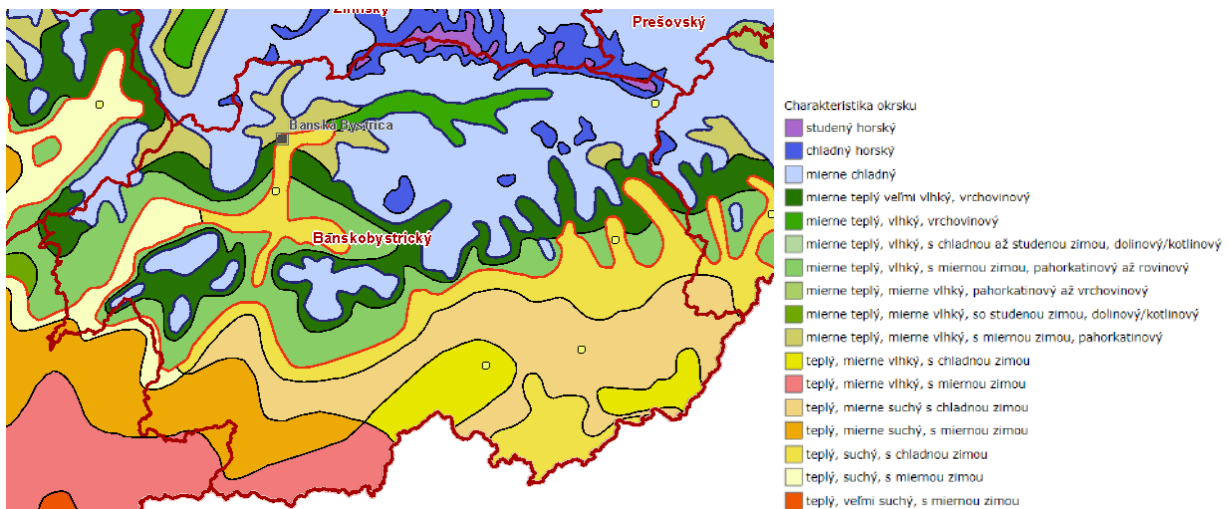 Žilinský
Prešovský
Banská Bystrica
Banskobystrický
Charakteristika okrsku
studený horský
chladný horský
mierne chladný
mierne teplý veľmi vlhký, vrchovinový
mierne teplý, vlhký, vrchovinový
mierne teplý, vlhký, s chladnou až studenou zimou, dolinový/kotlinový
mierne teplý, vlhký, s miernou zimou, pahorkatinový až rovinový
mierne teplý, mierne vlhký, pahorkatinový až vrchovinový
mierne teplý, mierne vlhký, so studenou zimou, dolinový/kotlinový
mierne teplý, mierne vlhký, s miernou zimou, pahorkatinový
teplý, mierne vlhký, s chladnou zimou
teplý, mierne vlhký, s miernou zimou
teplý, mierne suchý s chladnou zimou
teplý, mierne suchý, s miernou zimou
teplý, suchý, s chladnou zimou
teplý, suchý, s miernou zimou
teplý, veľmi suchý, s miernou zimou